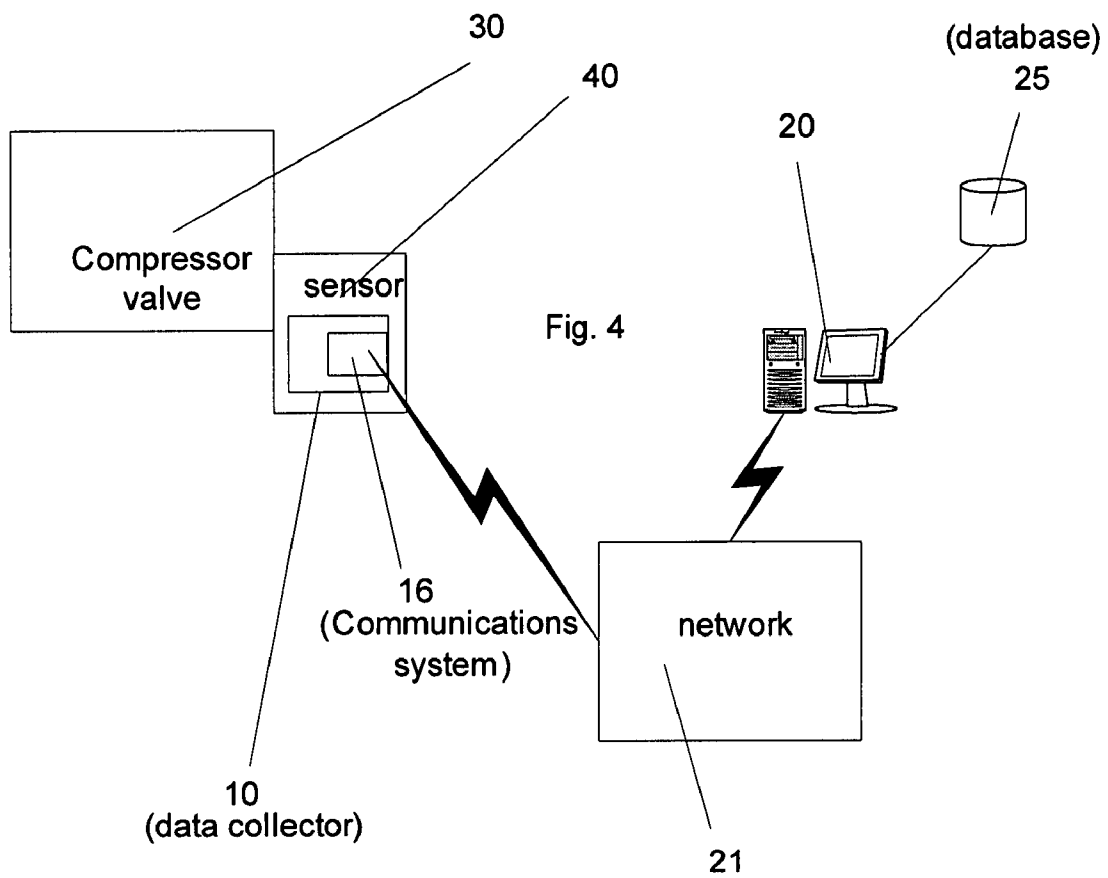 30
(database)
40
25
20
Compressor
valve
sensor
Fig. 4
16
(Communications
system)
network
10
(data collector)
21